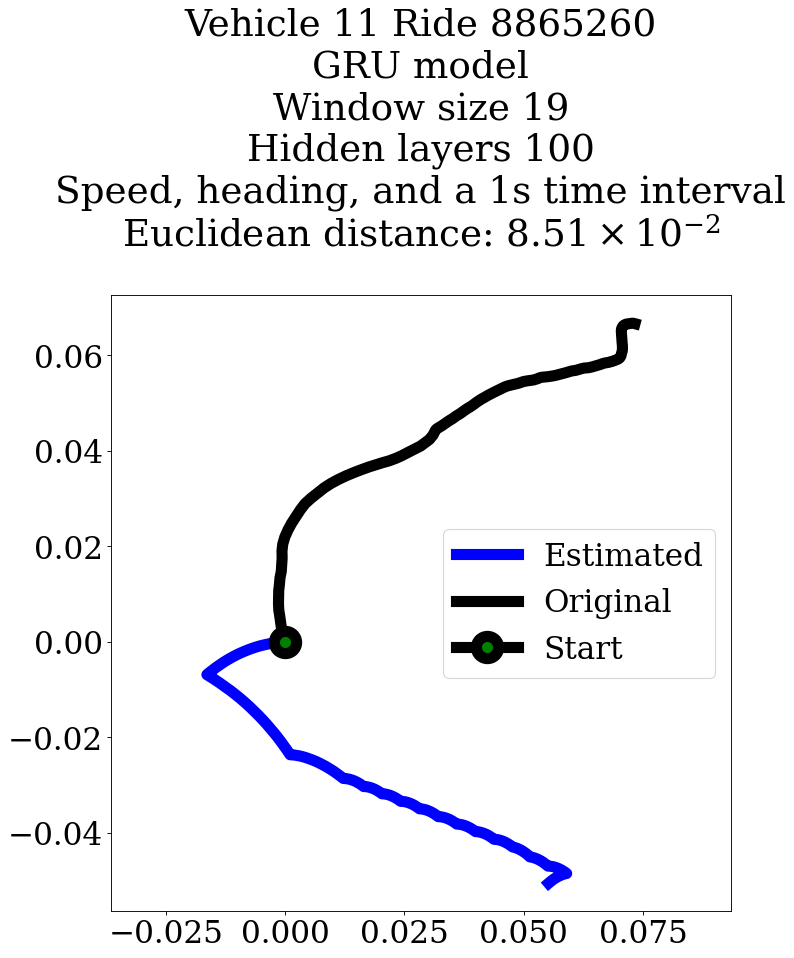 Vehicle 11 Ride 8865260
GRU model
Window size 19
Hidden layers 100
Speed, heading, and a 1s time interval
Euclidean distance: 8.51 × 10⁻²
0.06
0.04
0.02
0.00
−0.02
−0.04
Estimated
Original
Start
−0.025 0.000 0.025 0.050 0.075